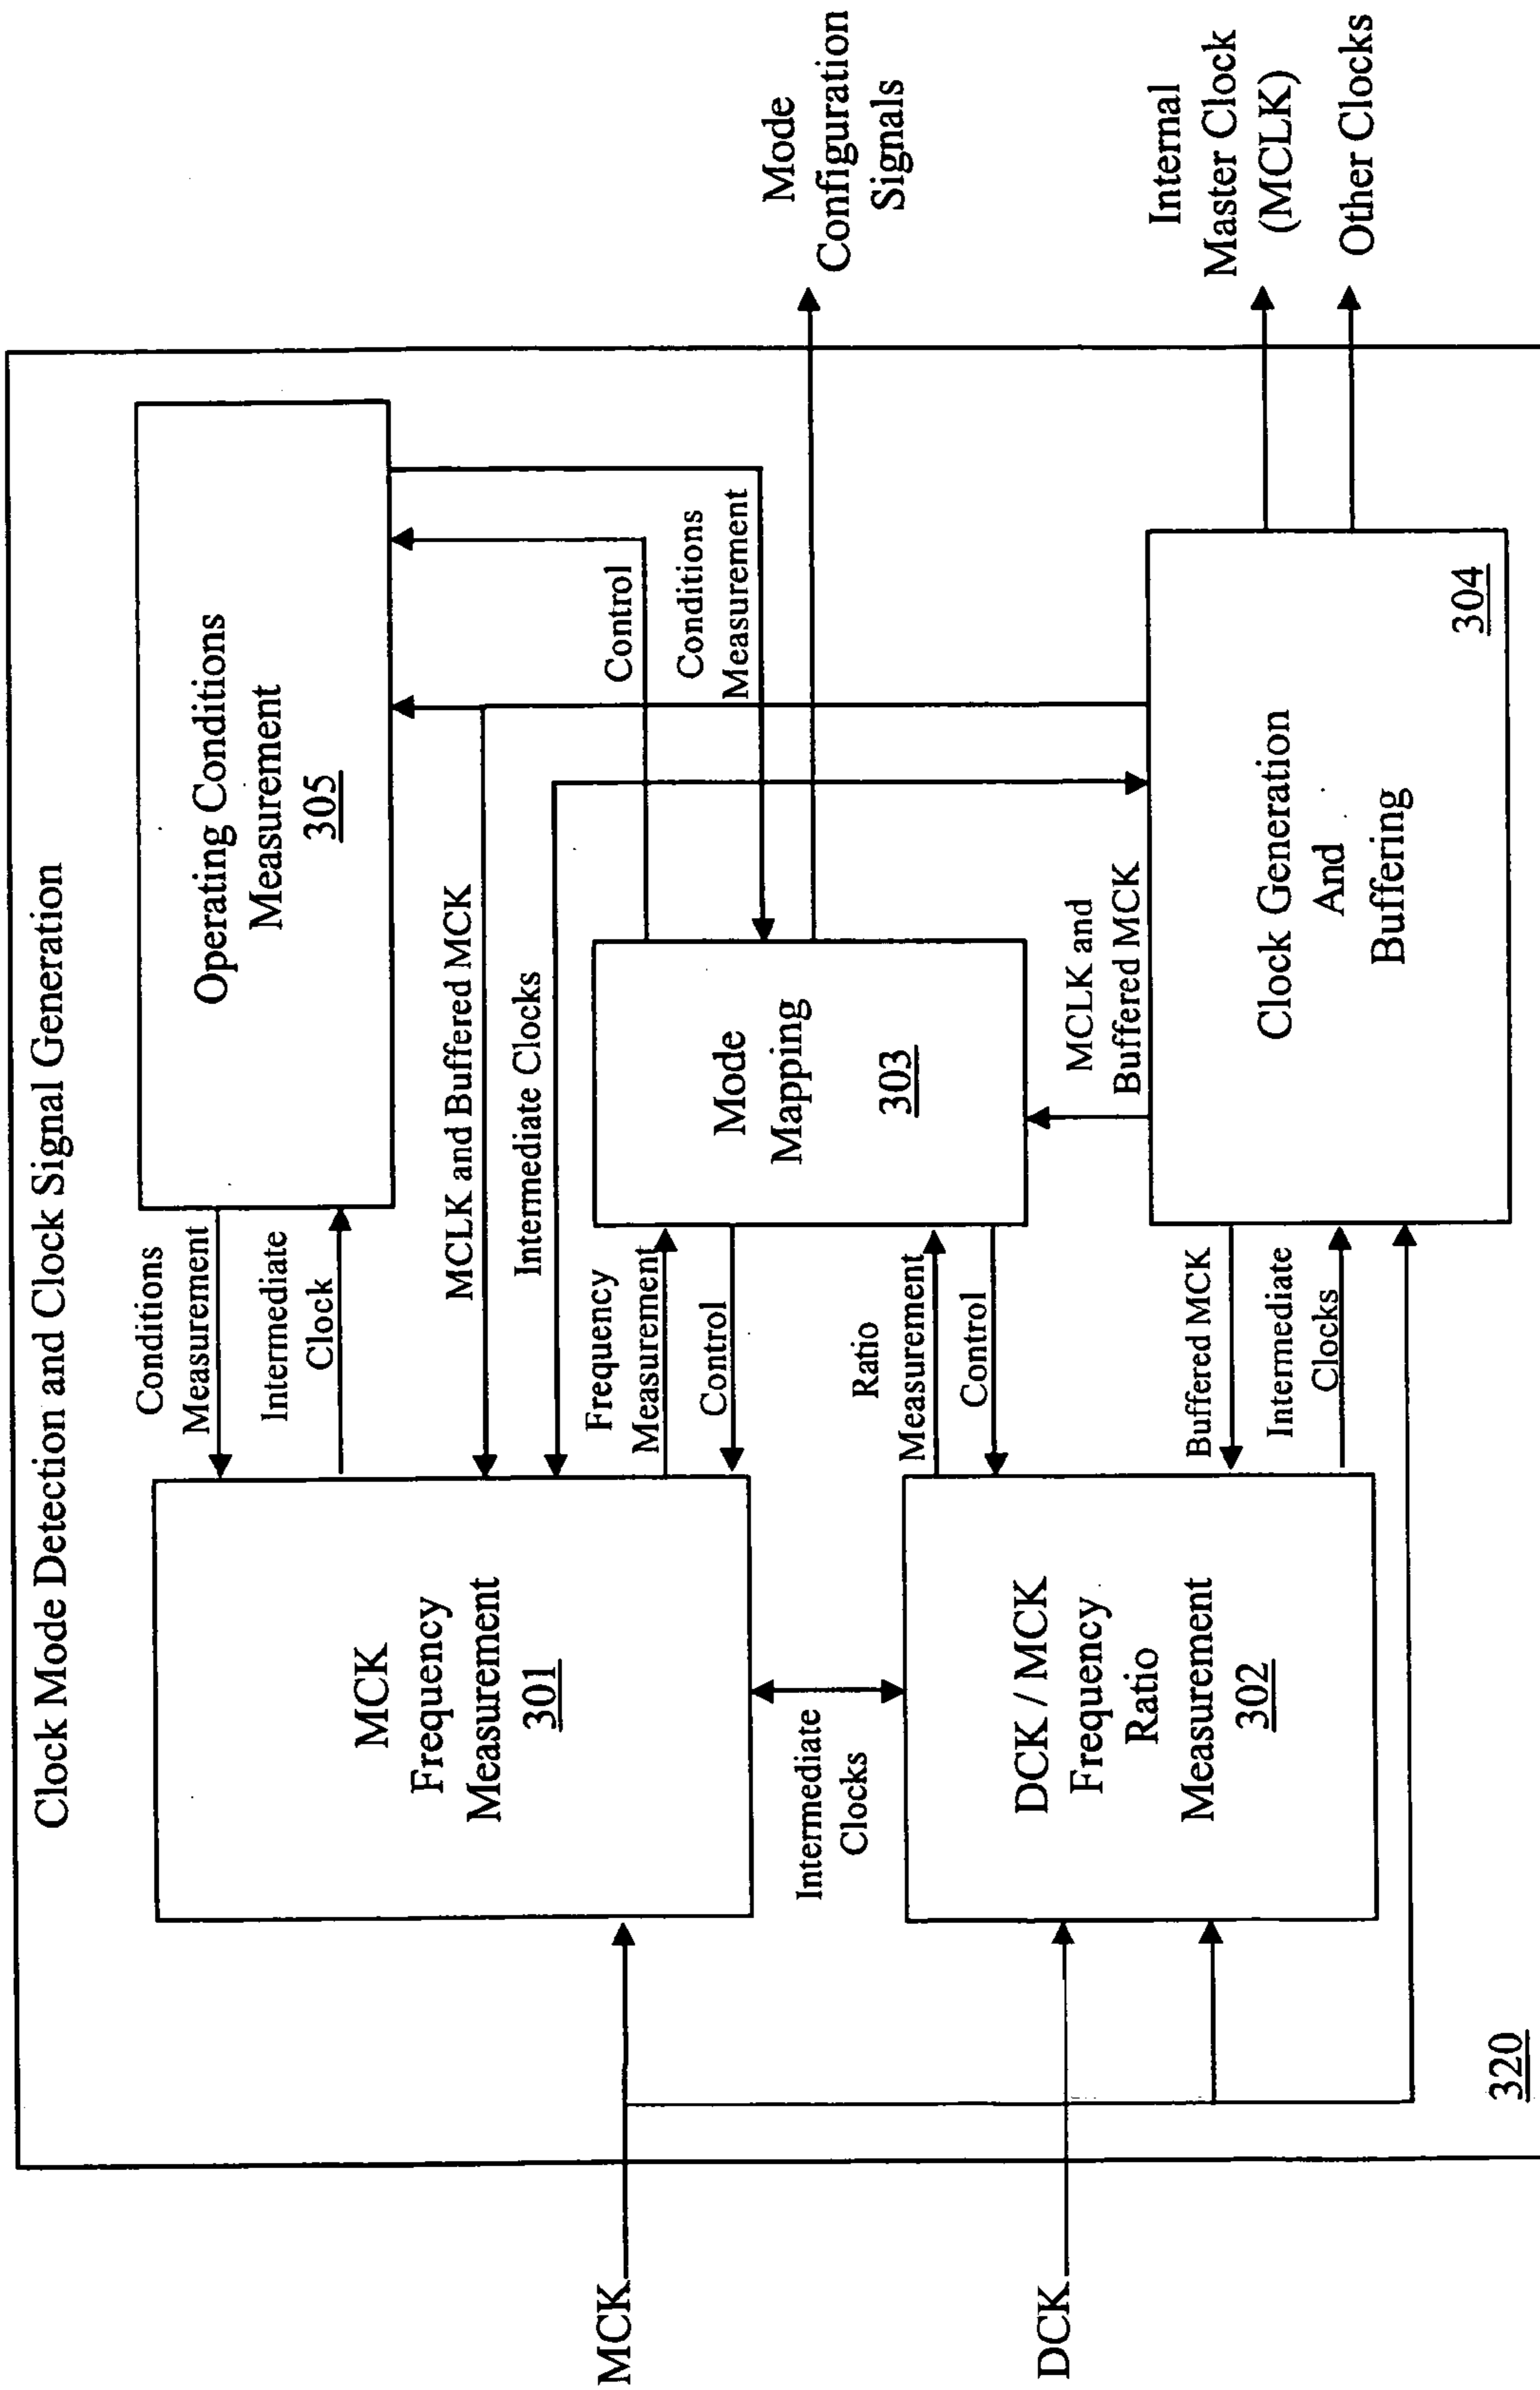 Clock Mode Detection and Clock Signal Generation
MCK
DCK
MCK
Frequency
Measurement
301
Intermediate
Clocks
DCK / MCK
Frequency
Ratio
Measurement
302
Conditions
Measurement
Intermediate
Clock
MCLK and Buffered MCK
Intermediate Clocks
Frequency
Measurement
Control
Ratio
Measurement
Control
Buffered MCK
Intermediate
Clocks
Operating Conditions
Measurement
305
Mode
Mapping
303
Control
Conditions
Measurement
MCLK and
Buffered MCK
Clock Generation
And
Buffering
304
Mode
Configuration
Signals
Internal
Master Clock
(MCLK)
Other Clocks
320